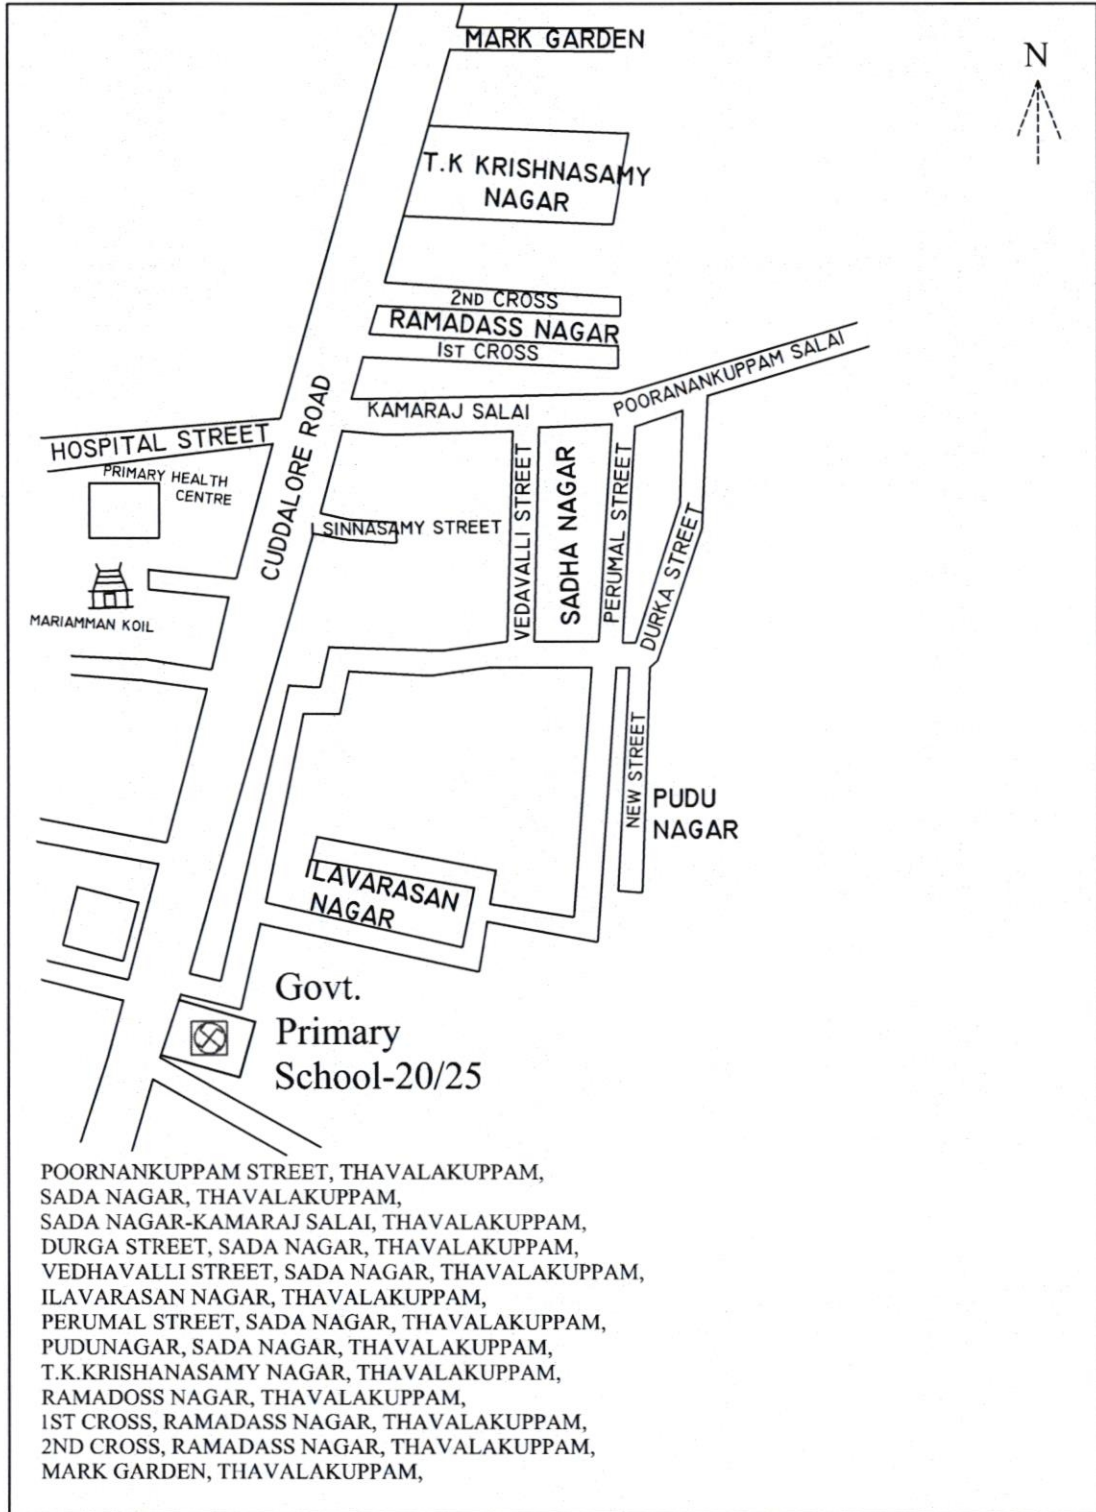 MARK GARDEN
N
T.K KRISHNASAMY
NAGAR
2ND CROSS
RAMADASS NAGAR
1ST CROSS
POORANANKUPPAM SALAI
KAMARAJ SALAI
HOSPITAL STREET
PRIMARY HEALTH
CENTRE
CUDDALORE ROAD
SINNASAMY STREET
VEDAVALLI STREET
SADHA NAGAR
PERUMAL STREET
DURKA STREET
MARIAMMAN KOIL
NEW STREET
PUDU
NAGAR
ILAVARASAN
NAGAR
Govt.
Primary
School-20/25
POORNANKUPPAM STREET, THAVALAKUPPAM,
SADA NAGAR, THAVALAKUPPAM,
SADA NAGAR-KAMARAJ SALAI, THAVALAKUPPAM,
DURGA STREET, SADA NAGAR, THAVALAKUPPAM,
VEDHAVALLI STREET, SADA NAGAR, THAVALAKUPPAM,
ILAVARASAN NAGAR, THAVALAKUPPAM,
PERUMAL STREET, SADA NAGAR, THAVALAKUPPAM,
PUDUNAGAR, SADA NAGAR, THAVALAKUPPAM,
T.K.KRISHANASAMY NAGAR, THAVALAKUPPAM,
RAMADOSS NAGAR, THAVALAKUPPAM,
1ST CROSS, RAMADASS NAGAR, THAVALAKUPPAM,
2ND CROSS, RAMADASS NAGAR, THAVALAKUPPAM,
MARK GARDEN, THAVALAKUPPAM,